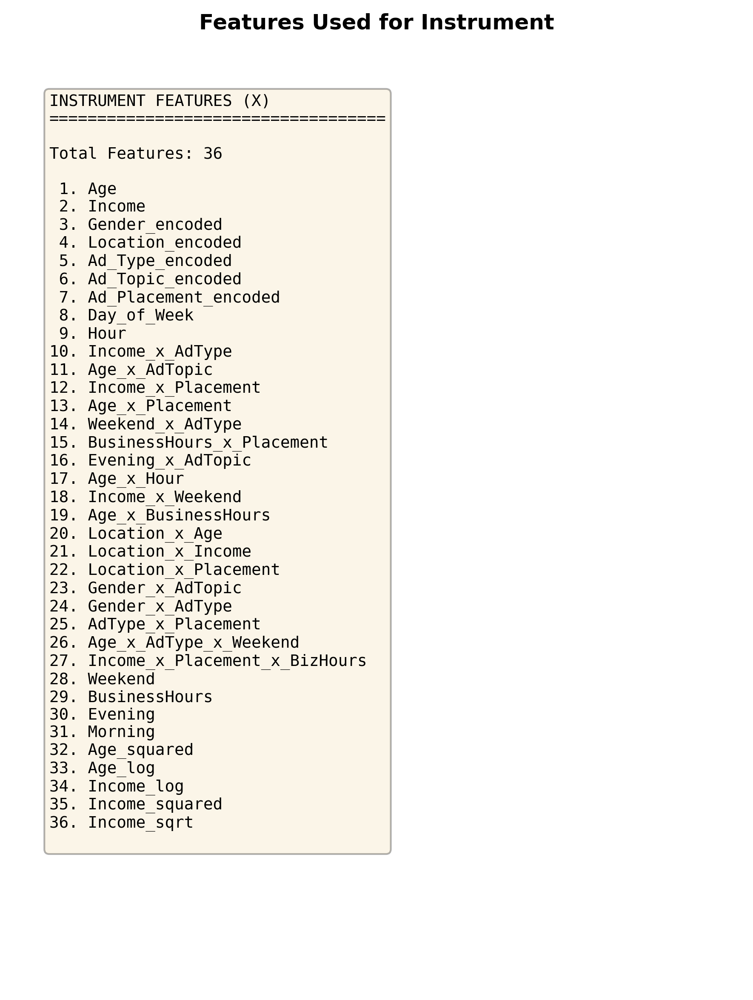 Features Used for Instrument
INSTRUMENT FEATURES (X)
===================================
Total Features: 36
1. Age
2. Income
3. Gender_encoded
4. Location_encoded
5. Ad_Type_encoded
6. Ad_Topic_encoded
7. Ad_Placement_encoded
8. Day_of_Week
9. Hour
10. Income_x_AdType
11. Age_x_AdTopic
12. Income_x_Placement
13. Age_x_Placement
14. Weekend_x_AdType
15. BusinessHours_x_Placement
16. Evening_x_AdTopic
17. Age_x_Hour
18. Income_x_Weekend
19. Age_x_BusinessHours
20. Location_x_Age
21. Location_x_Income
22. Location_x_Placement
23. Gender_x_AdTopic
24. Gender_x_AdType
25. AdType_x_Placement
26. Age_x_AdType_x_Weekend
27. Income_x_Placement_x_BizHours
28. Weekend
29. BusinessHours
30. Evening
31. Morning
32. Age_squared
33. Age_log
34. Income_log
35. Income_squared
36. Income_sqrt